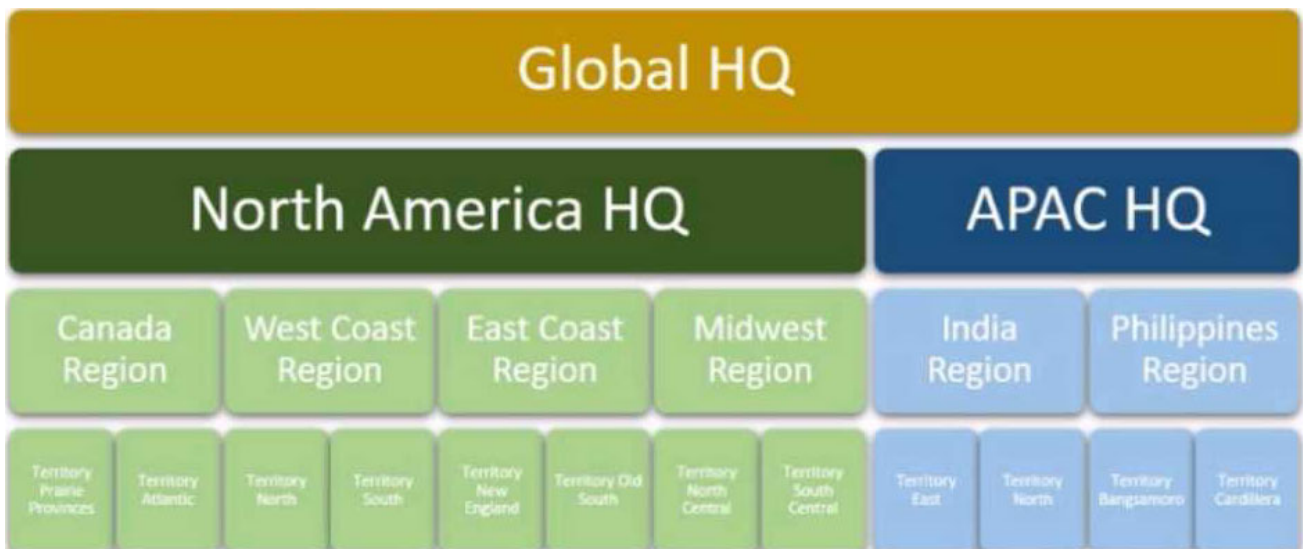 Global HQ
North America HQ
APAC HQ
Canada
Region
West Coast
Region
East Coast
Region
Midwest
Region
India
Region
Philippines
Region
Territory
Prairie
Provinces
Territory
Atlantic
Territory
North
Territory
South
Territory
New
England
Territory Old
South
Territory
North
Central
Territory
South
Central
Territory
East
Territory
North
Territory
Bangsamoro
Territory
Cardillera